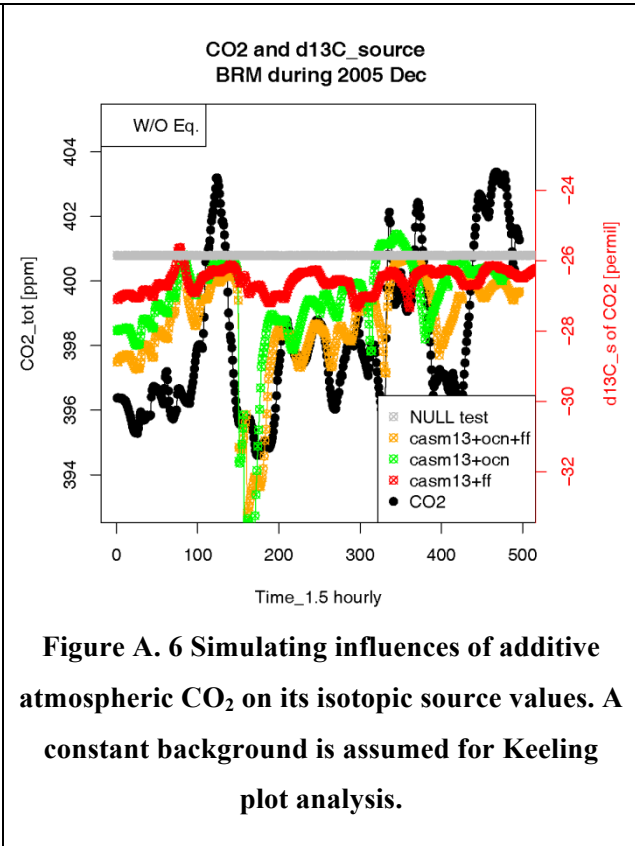 CO2 and d13C_source
BRM during 2005 Dec
W/O Eq.
404
402
400
398
396
394
CO2_tot [ppm]
−24
−26
−28
−30
−32
d13C_s of CO2 [permil]
NULL test
casm13+ocn+ff
casm13+ocn
casm13+ff
CO2
0 100 200 300 400 500
Time_1.5 hourly
Figure A. 6 Simulating influences of additive
atmospheric CO₂ on its isotopic source values. A
constant background is assumed for Keeling
plot analysis.